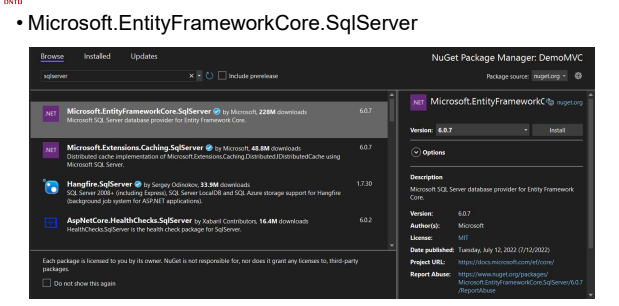 DNTU
• Microsoft.EntityFrameworkCore.SqlServer
Browse Installed Updates
NuGet Package Manager: DemoMVC
sqlserver
Include prerelease
Package source: nuget.org
.NET
Microsoft.EntityFrameworkCore.SqlServer by Microsoft, 228M downloads
6.0.7
Microsoft SQL Server database provider for Entity Framework Core.
.NET
Microsoft.Extensions.Caching.SqlServer by Microsoft, 48.8M downloads
6.0.7
Distributed cache implementation of Microsoft.Extensions.Caching.Distributed.IDistributedCache using
Microsoft SQL Server.
Hangfire.SqlServer by Sergey Odinokov, 33.9M downloads
1.7.30
SQL Server 2008+ (including Express), SQL Server LocalDB and SQL Azure storage support for Hangfire
(background job system for ASP.NET applications).
AspNetCore.HealthChecks.SqlServer by Xabaril Contributors, 16.4M downloads
6.0.2
HealthChecks.SqlServer is the health check package for SqlServer.
Each package is licensed to you by its owner. NuGet is not responsible for, nor does it grant any licenses to, third-party
packages.
Do not show this again
.NET
Microsoft.EntityFrameworkC
nuget.org
Version: 6.0.7
Install
Options
Description
Microsoft SQL Server database provider for Entity Framework
Core.
Version: 6.0.7
Author(s): Microsoft
License: MIT
Date published: Tuesday, July 12, 2022 (7/12/2022)
Project URL: https://docs.microsoft.com/ef/core/
Report Abuse: https://www.nuget.org/packages/
Microsoft.EntityFrameworkCore.SqlServer/6.0.7
/ReportAbuse